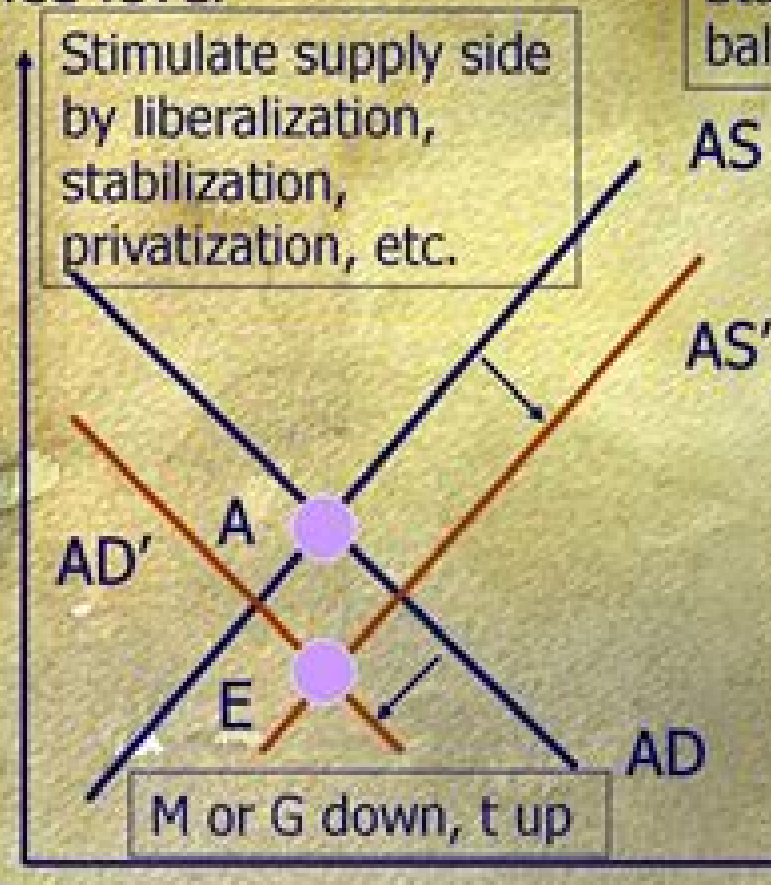 Stimulate supply side
by liberalization,
stabilization,
privatization, etc.
AS
AS’
A
AD’
E
AD
M or G down, t up